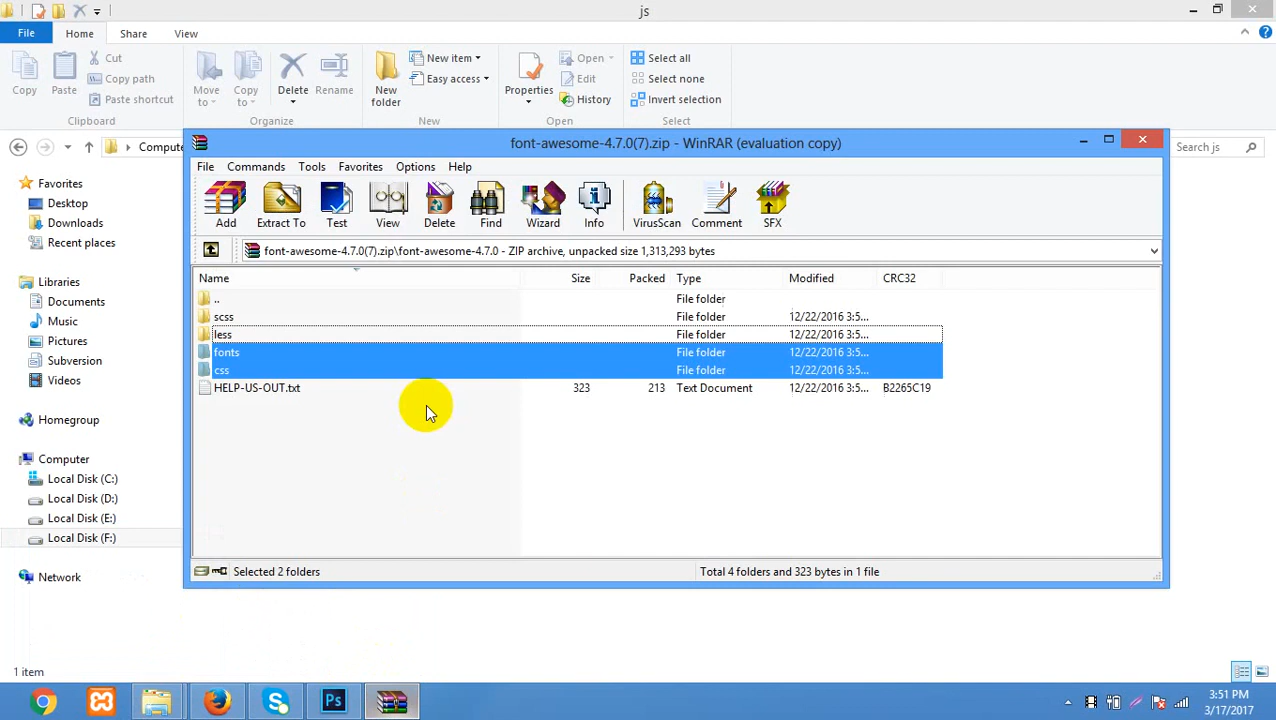 js
File Home Share View
Copy
Paste
Cut
Copy path
Paste shortcut
Clipboard
Move to
Copy to
Delete
Rename
Organize
New folder
New item
Easy access
New
Properties
Open
Edit
History
Open
Select all
Select none
Invert selection
Select
Compute
Search js
Favorites
Desktop
Downloads
Recent places
Libraries
Documents
Music
Pictures
Subversion
Videos
Homegroup
Computer
Local Disk (C:)
Local Disk (D:)
Local Disk (E:)
Local Disk (F:)
Network
1 item
font-awesome-4.7.0(7).zip - WinRAR (evaluation copy)
File Commands Tools Favorites Options Help
Add Extract To Test View Delete Find Wizard Info VirusScan Comment SFX
font-awesome-4.7.0(7).zip\font-awesome-4.7.0 - ZIP archive, unpacked size 1,313,293 bytes
Name Size Packed Type Modified CRC32
.. File folder
scss File folder 12/22/2016 3:5...
less File folder 12/22/2016 3:5...
fonts File folder 12/22/2016 3:5...
css File folder 12/22/2016 3:5...
HELP-US-OUT.txt 323 213 Text Document 12/22/2016 3:5... B2265C19
Selected 2 folders Total 4 folders and 323 bytes in 1 file
Ps
3:51 PM
3/17/2017